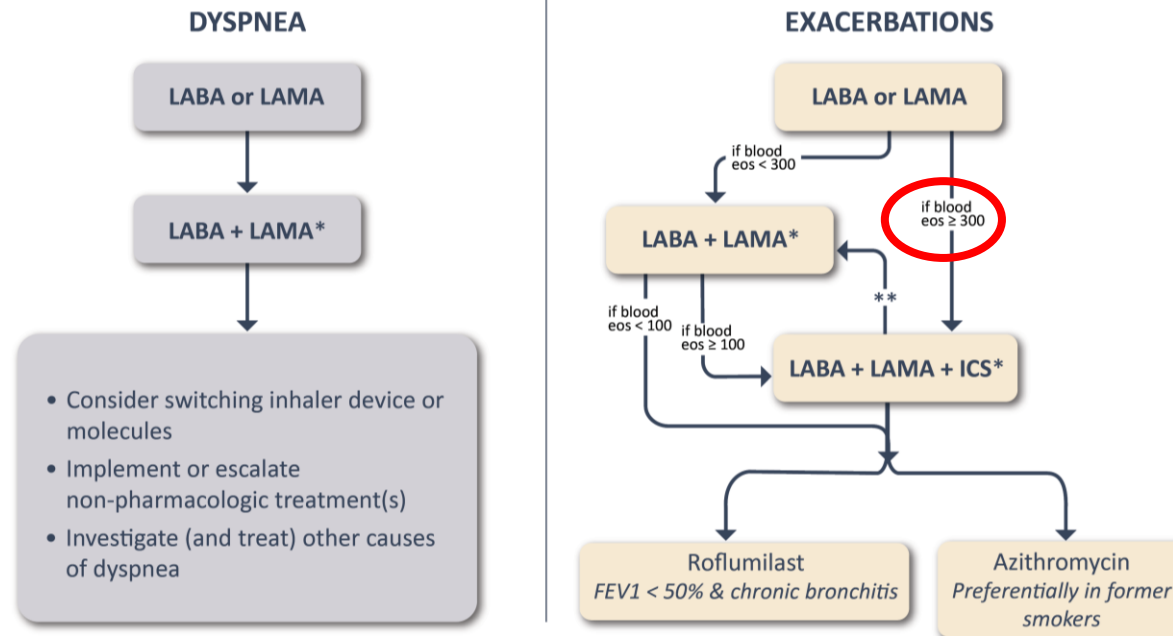 DYSPNEA
LABA or LAMA
LABA + LAMA*
• Consider switching inhaler device or
molecules
• Implement or escalate
non-pharmacologic treatment(s)
• Investigate (and treat) other causes
of dyspnea
EXACERBATIONS
LABA or LAMA
if blood
eos < 300
if blood
eos ≥ 300
LABA + LAMA*
**
if blood
eos < 100
if blood
eos ≥ 100
LABA + LAMA + ICS*
Roflumilast
FEV1 < 50% & chronic bronchitis
Azithromycin
Preferentially in former
smokers